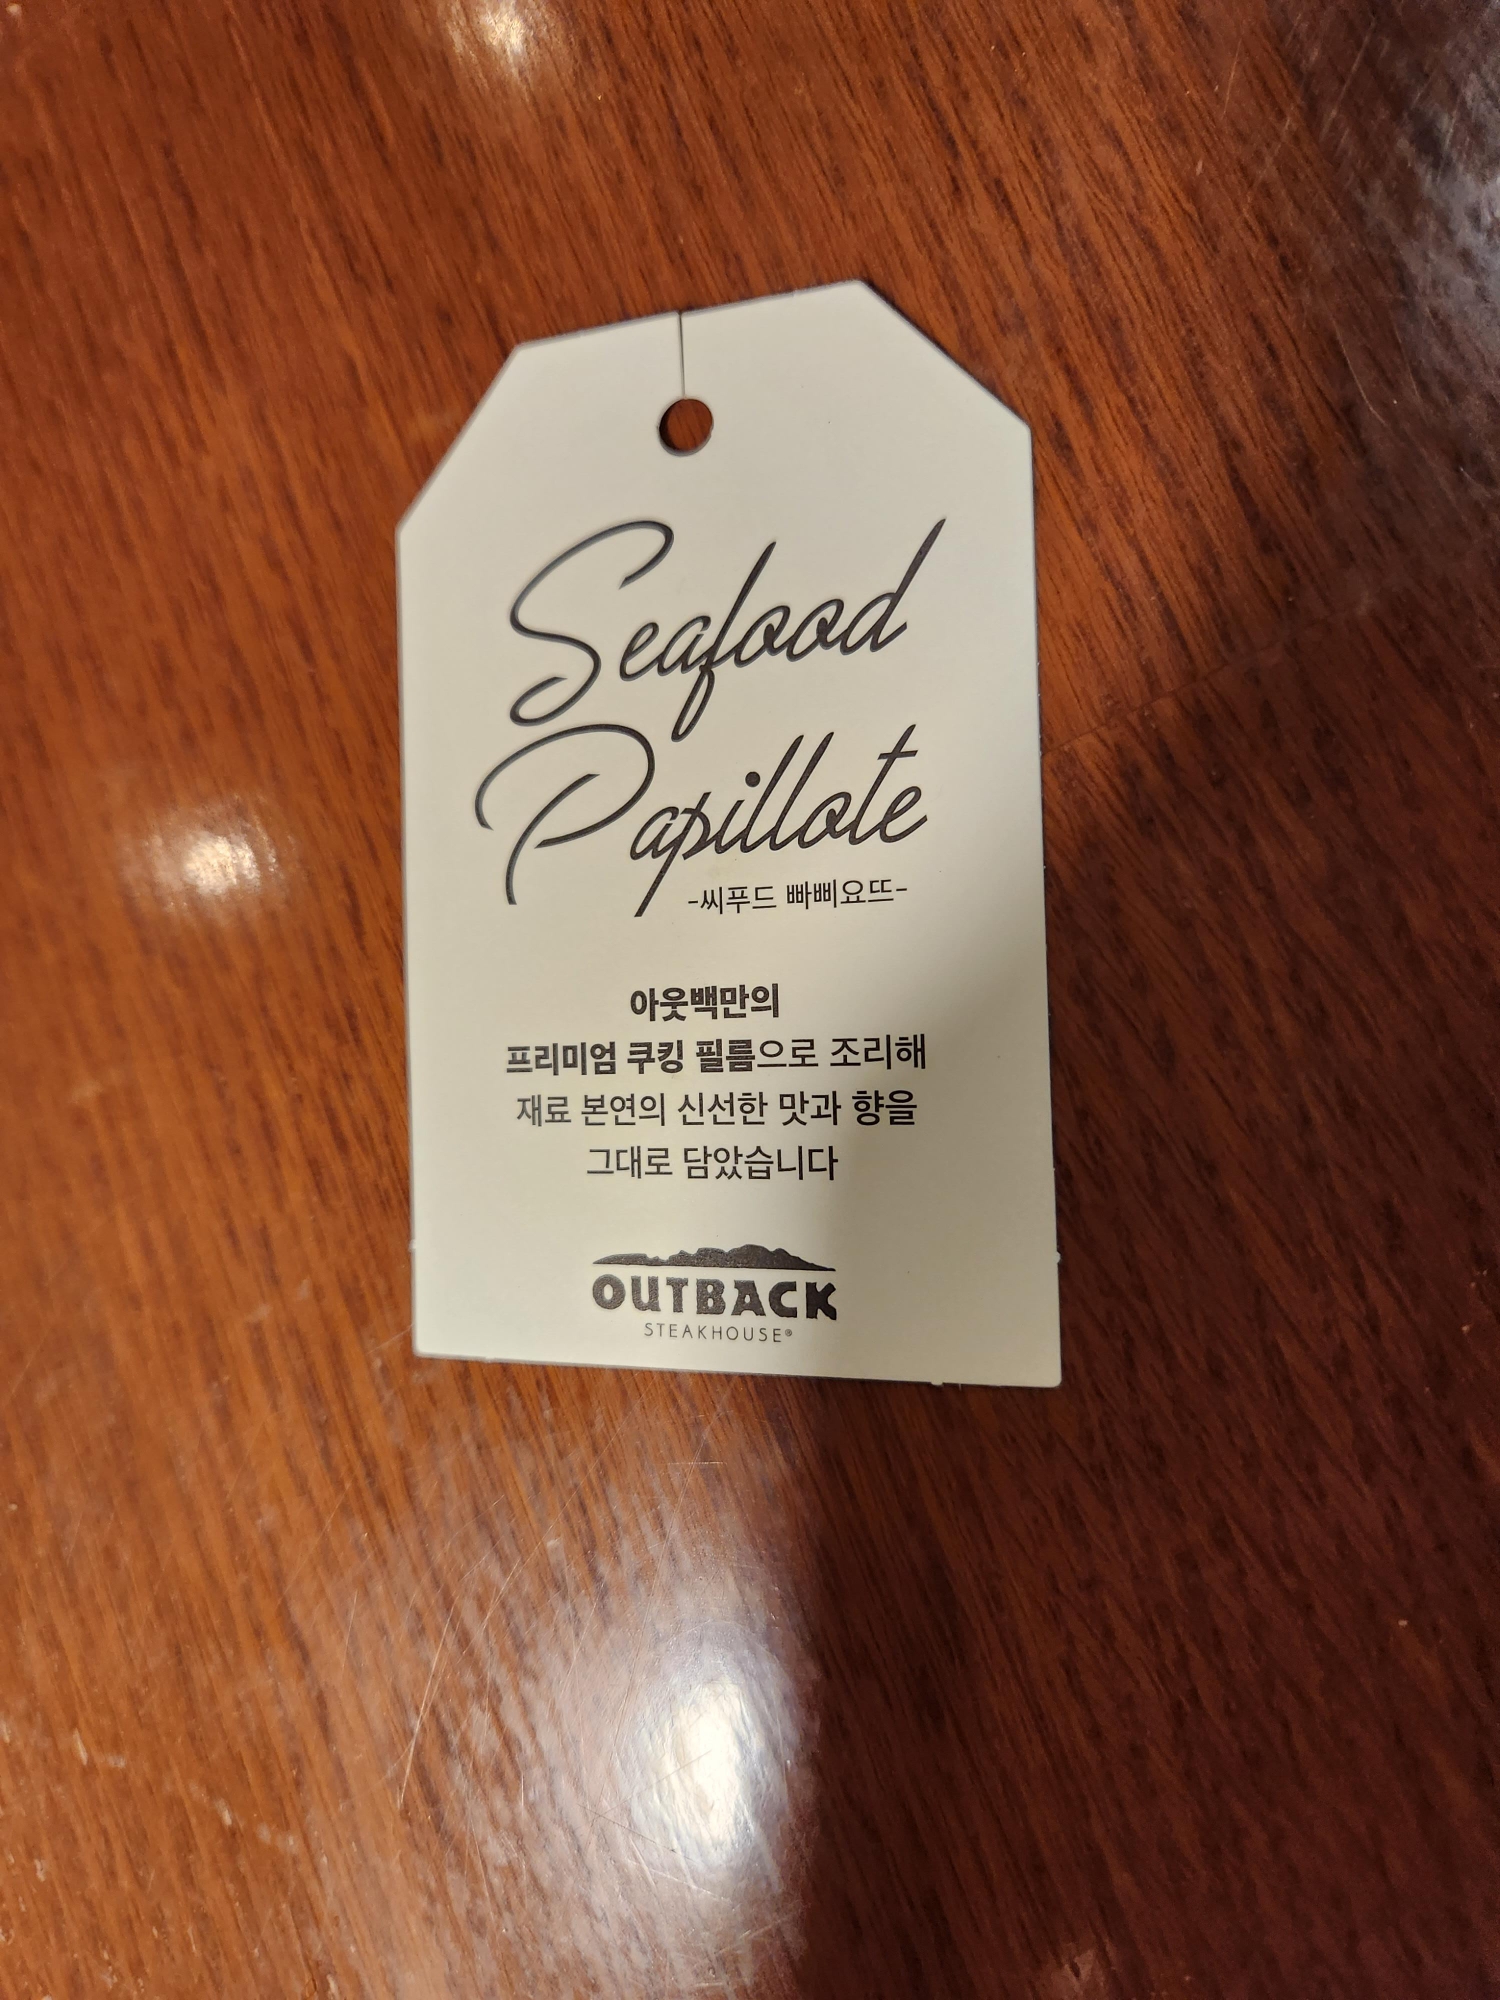 Seafood
Papillote
-씨푸드 빠삐요뜨-
아웃백만의
프리미엄 쿠킹 필름으로 조리해
재료 본연의 신선한 맛과 향을
그대로 담았습니다
OUTBACK
STEAKHOUSE®